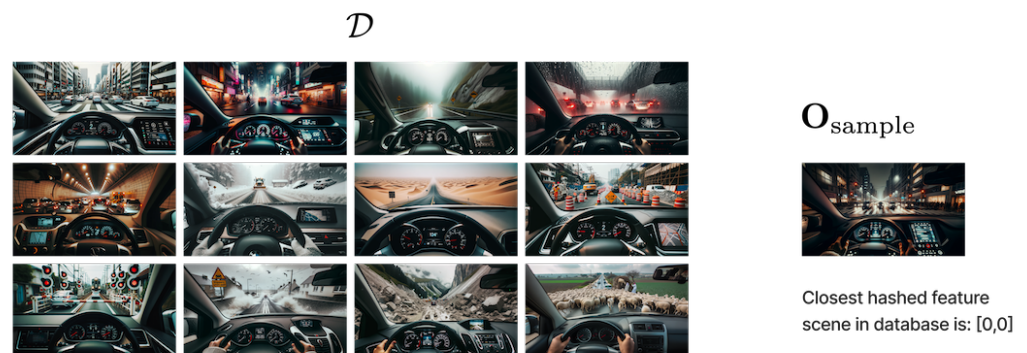 𝒟
O_sample
Closest hashed feature
scene in database is: [0,0]